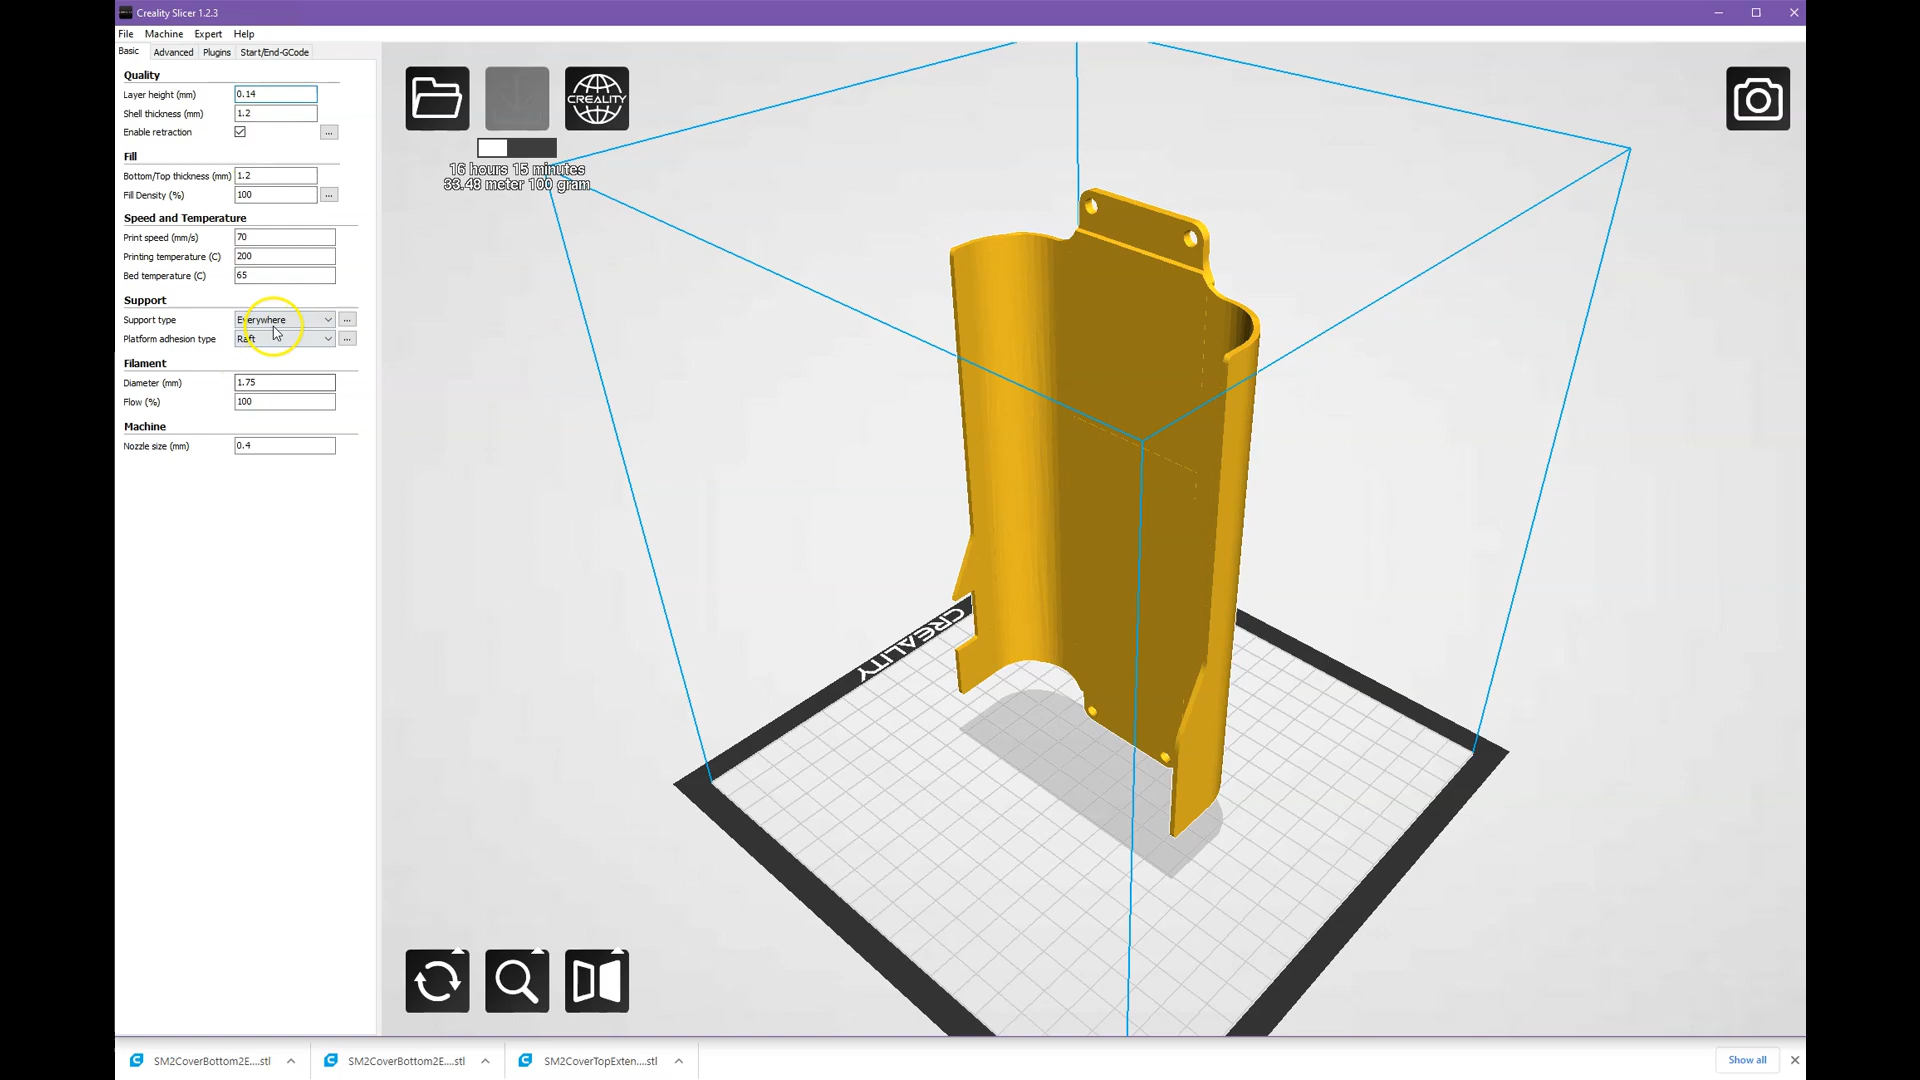 Creality Slicer 1.2.3
File Machine Expert Help
Basic Advanced Plugins Start/End-GCode
Quality
Layer height (mm) 0.14
Shell thickness (mm) 1.2
Enable retraction ...
Fill
Bottom/Top thickness (mm) 1.2
Fill Density (%) 100 ...
Speed and Temperature
Print speed (mm/s) 70
Printing temperature (C) 200
Bed temperature (C) 65
Support
Support type Everywhere ...
Platform adhesion type Raft ...
Filament
Diameter (mm) 1.75
Flow (%) 100
Machine
Nozzle size (mm) 0.4
CREALITY
16 hours 15 minutes
33.48 meter 100 gram
CREALITY
SM2CoverBottom2E....stl SM2CoverBottom2E....stl SM2CoverTopExten....stl Show all